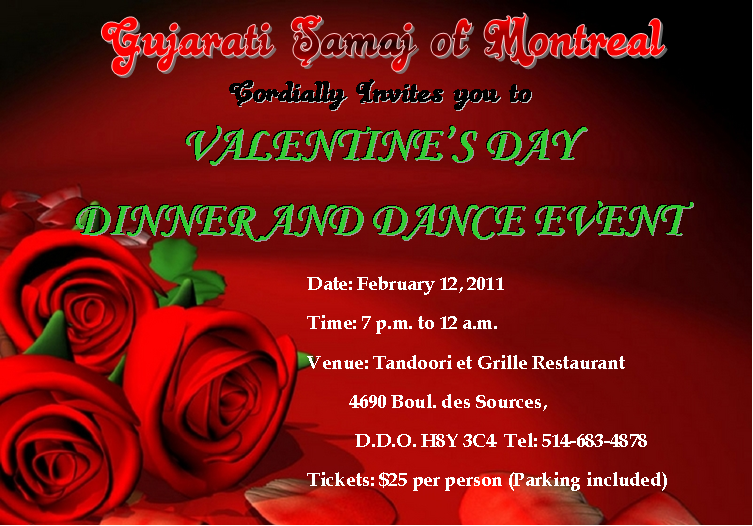 Gujarati Samaj of Montreal
Cordially Invites you to
VALENTINE'S DAY
DINNER AND DANCE EVENT
Date: February 12, 2011
Time: 7 p.m. to 12 a.m.
Venue: Tandoori et Grille Restaurant
4690 Boul. des Sources,
D.D.O. H8Y 3C4 Tel: 514-683-4878
Tickets: $25 per person (Parking included)